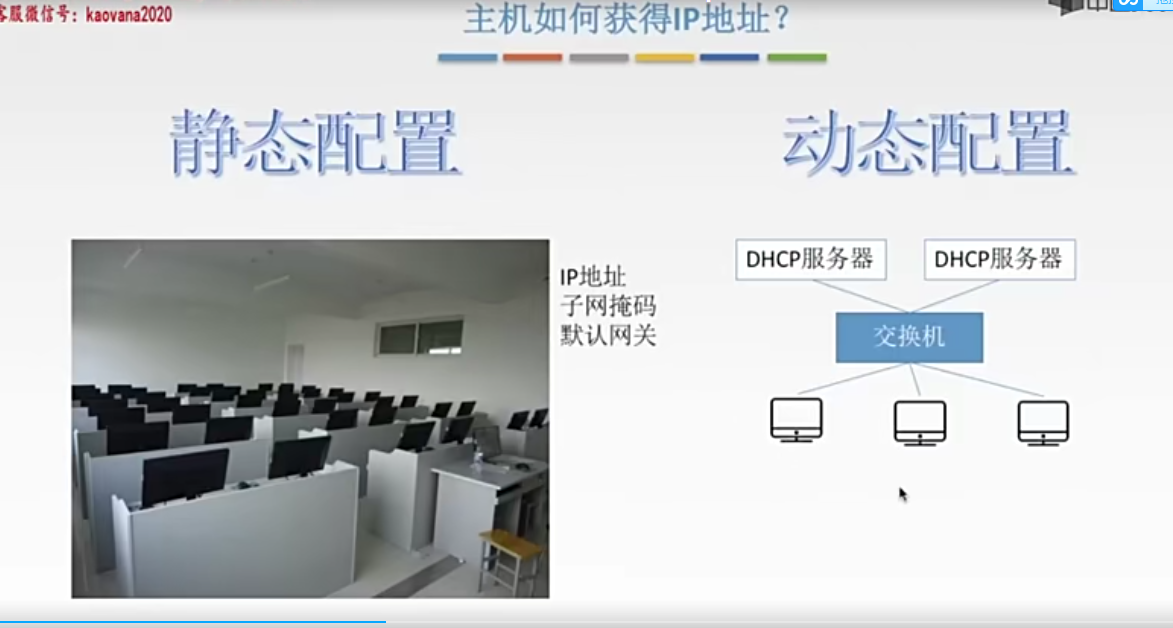 客服微信号：kaovana2020
主机如何获得IP地址？
静态配置
动态配置
IP地址
子网掩码
默认网关
DHCP服务器
DHCP服务器
交换机